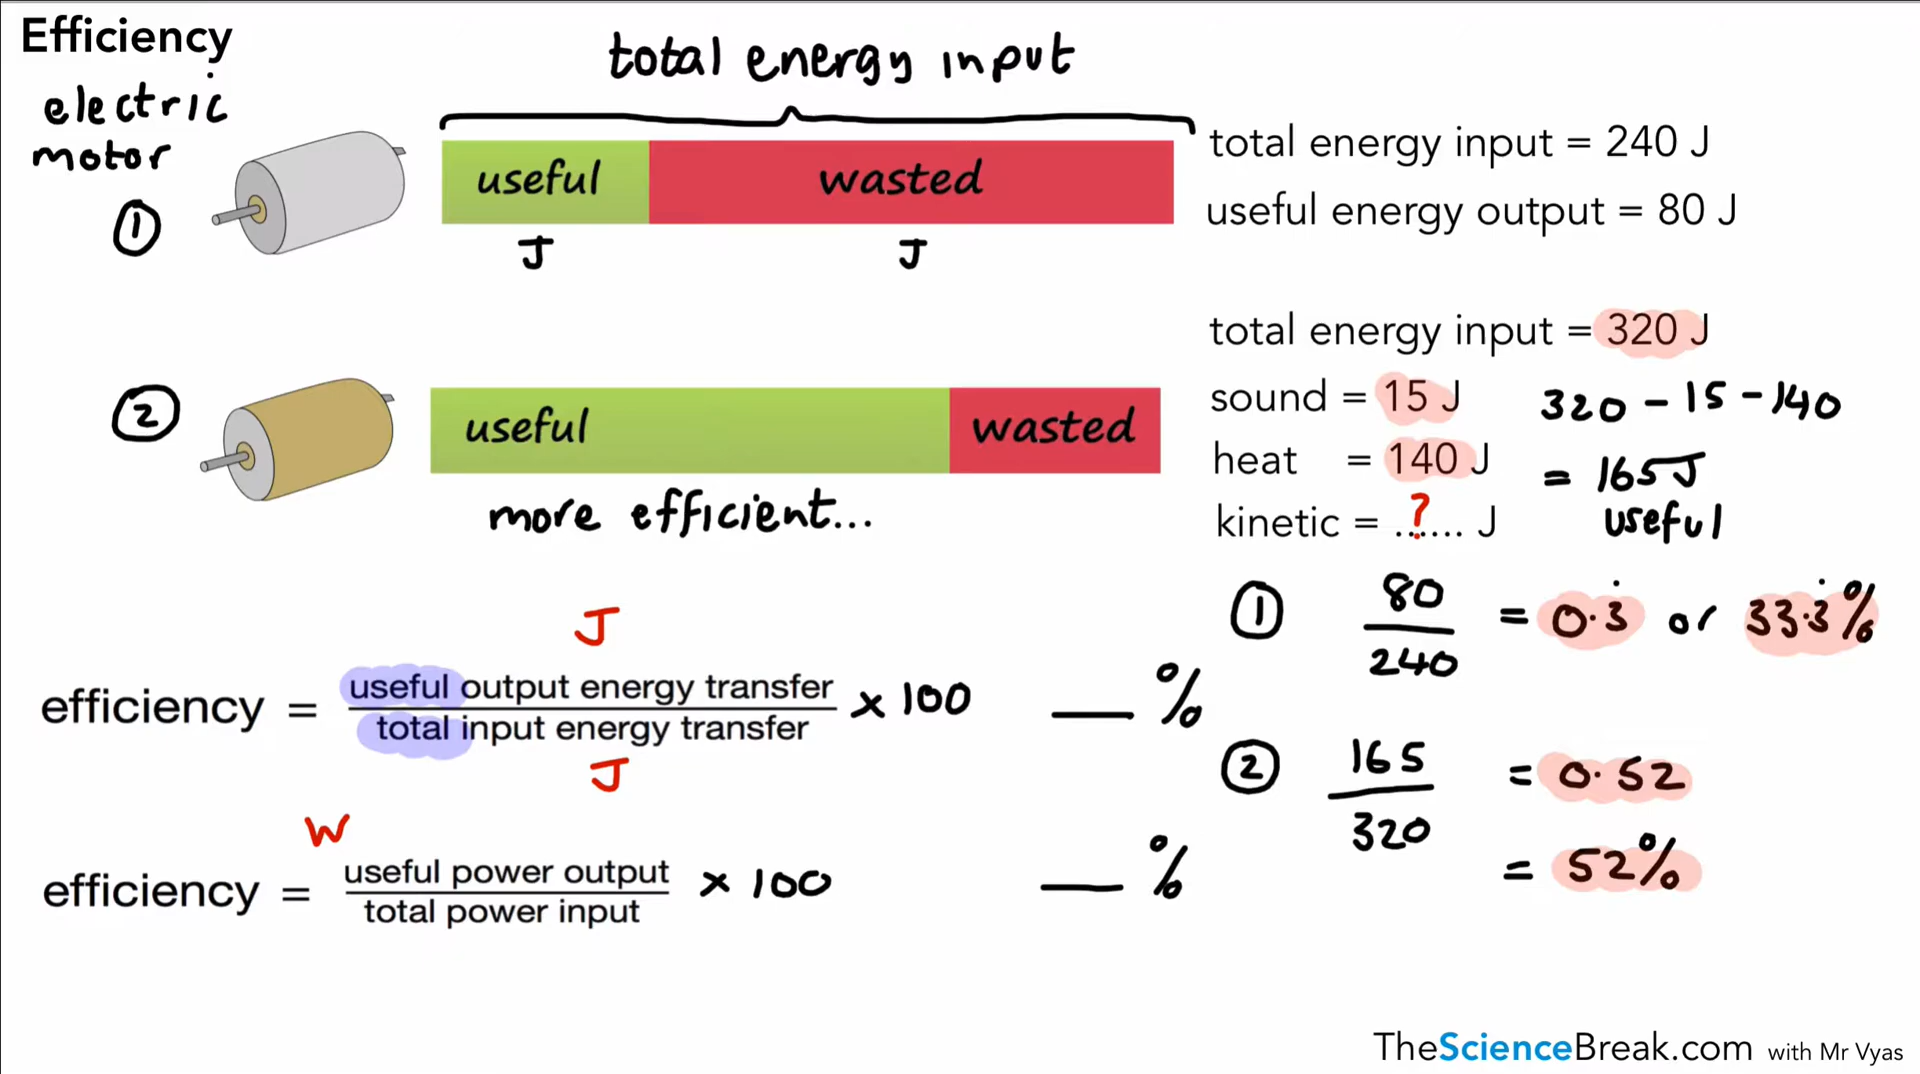 Efficiency
electric
motor
①
total energy input
useful
wasted
J
J
total energy input = 240 J
useful energy output = 80 J
②
useful
wasted
more efficient...
total energy input = 320 J
sound = 15 J
heat = 140 J
kinetic = ...?... J
320 - 15 - 140
= 165 J
useful
J
efficiency = useful output energy transfer / total input energy transfer × 100 __ %
J
W
efficiency = useful power output / total power input × 100 __ %
① 80 / 240 = 0.3̇ or 33.3̇%
② 165 / 320 = 0.52
= 52%
TheScienceBreak.com with Mr Vyas